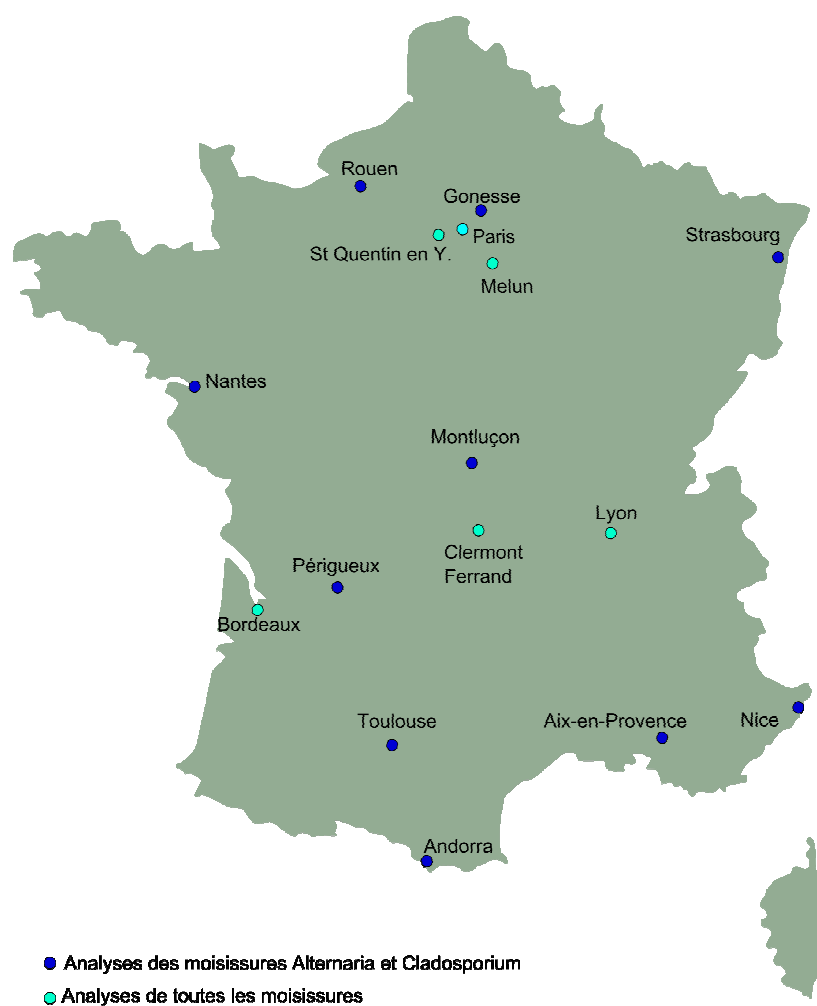 Rouen
Gonesse
Paris
St Quentin en Y.
Strasbourg
Melun
Nantes
Montluçon
Lyon
Clermont
Ferrand
Périgueux
Bordeaux
Toulouse
Aix-en-Provence
Nice
Andorra
Analyses des moisissures Alternaria et Cladosporium
Analyses de toutes les moisissures